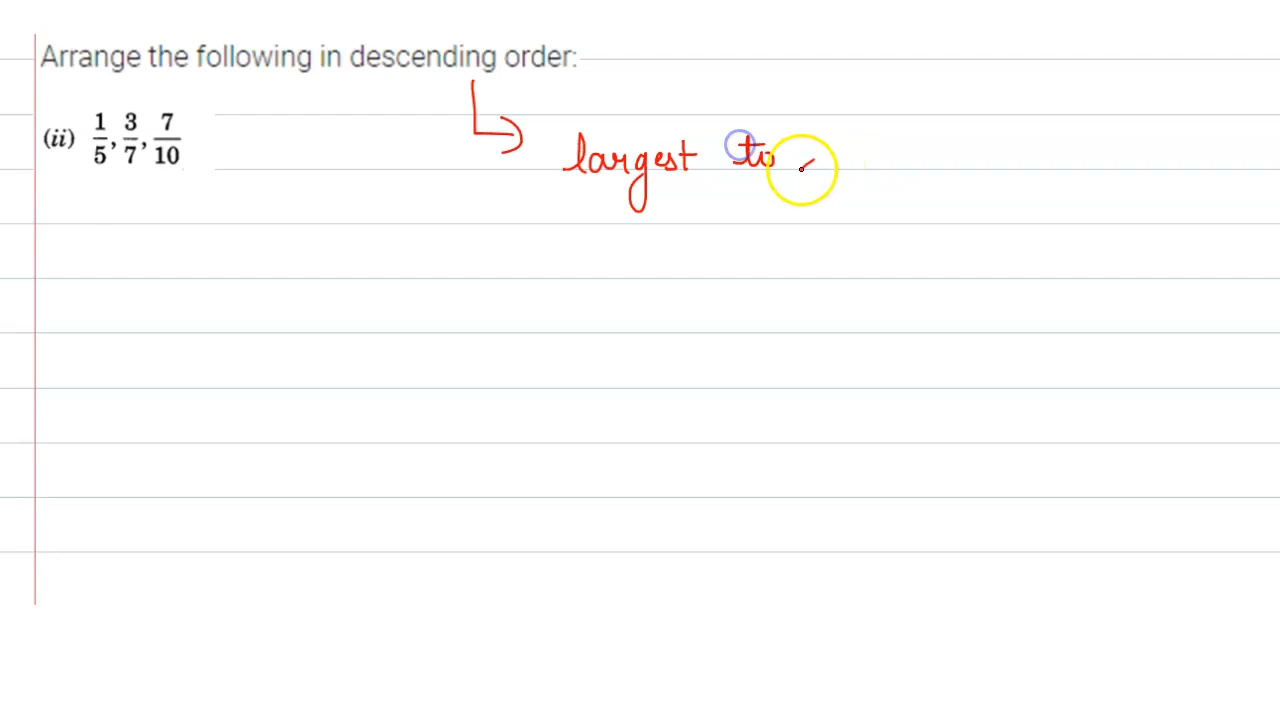 Arrange the following in descending order:
(ii) 1/5, 3/7, 7/10
largest to